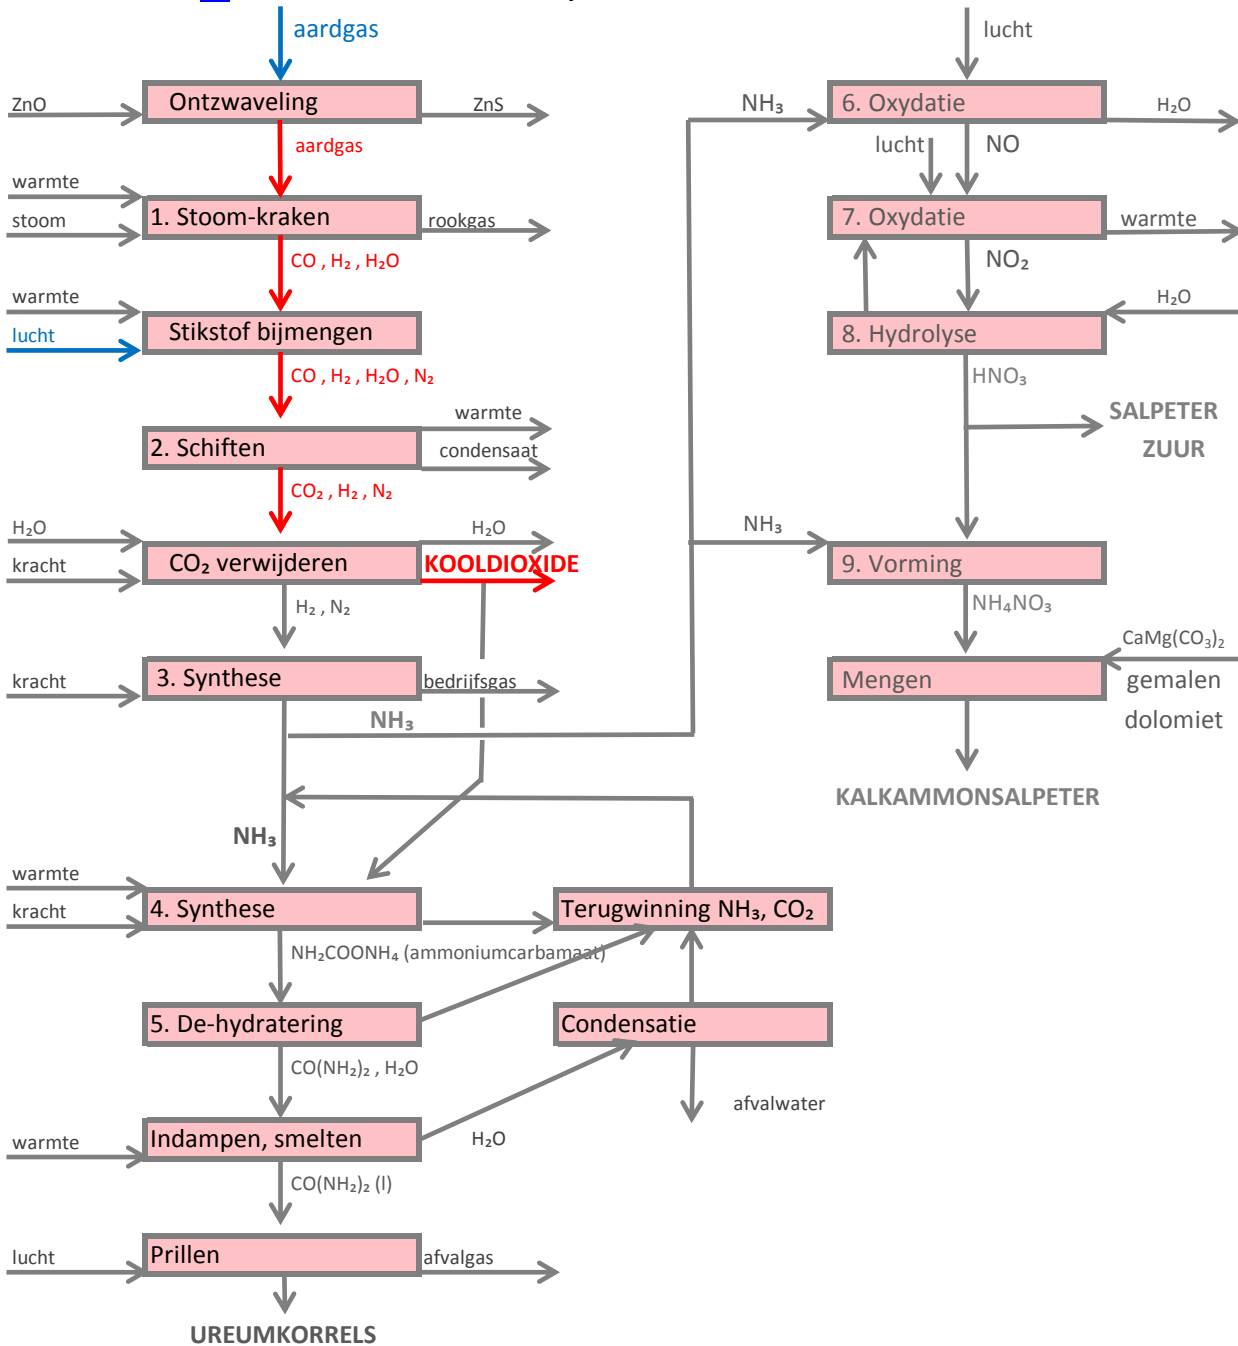 aardgas
ZnO
Ontzwaveling
ZnS
aardgas
warmte
stoom
1. Stoom-kraken
rookgas
CO , H₂ , H₂O
warmte
lucht
Stikstof bijmengen
CO , H₂ , H₂O , N₂
2. Schiften
warmte
condensaat
CO₂ , H₂ , N₂
H₂O
kracht
CO₂ verwijderen
H₂O
KOOLDIOXIDE
H₂ , N₂
kracht
3. Synthese
bedrijfsgas
NH₃
NH₃
warmte
kracht
4. Synthese
Terugwinning NH₃, CO₂
NH₂COONH₄ (ammoniumcarbamaat)
5. De-hydratering
Condensatie
CO(NH₂)₂ , H₂O
afvalwater
warmte
Indampen, smelten
H₂O
CO(NH₂)₂ (l)
lucht
Prillen
afvalgas
UREUMKORRELS
lucht
NH₃
6. Oxydatie
H₂O
lucht
NO
7. Oxydatie
warmte
NO₂
H₂O
8. Hydrolyse
HNO₃
SALPETER
ZUUR
NH₃
9. Vorming
NH₄NO₃
CaMg(CO₃)₂
Mengen
gemalen
dolomiet
KALKAMMONSALPETER